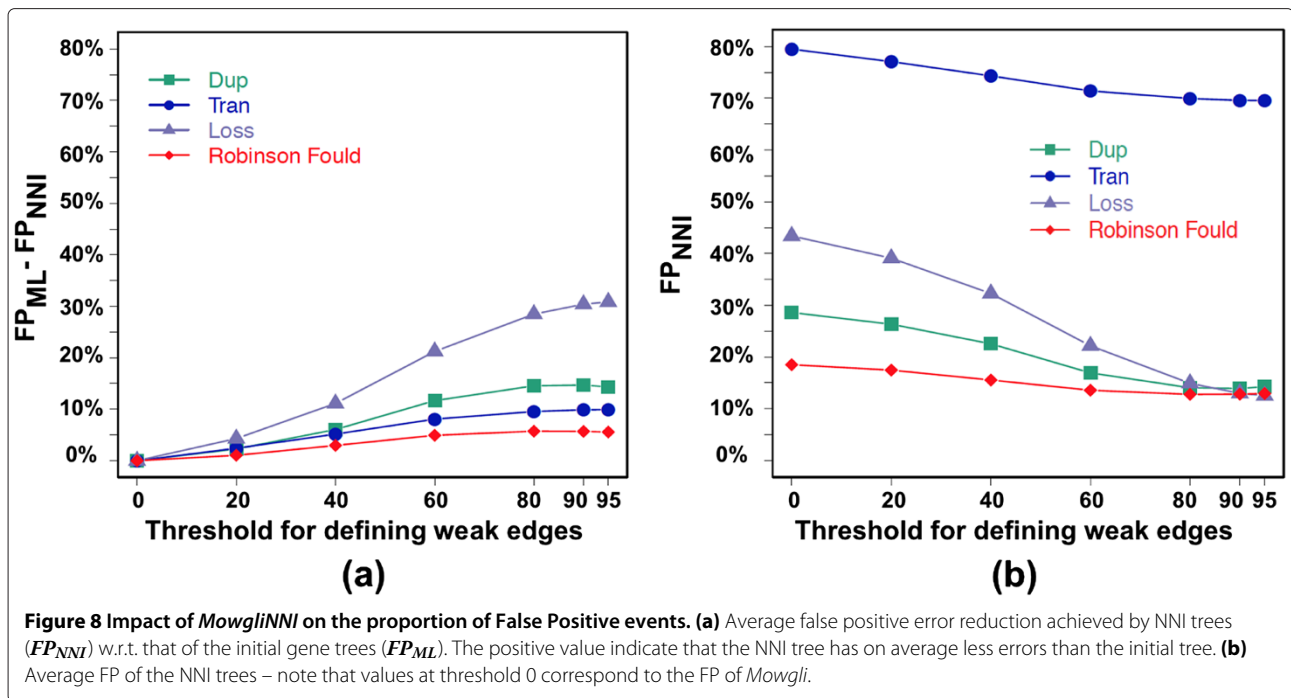 80%
70%
60%
50%
40%
30%
20%
10%
0%
FPML - FPNNI
Dup
Tran
Loss
Robinson Fould
0 20 40 60 80 90 95
Threshold for defining weak edges
(a)
80%
70%
60%
50%
40%
30%
20%
10%
0%
FPNNI
Dup
Tran
Loss
Robinson Fould
0 20 40 60 80 90 95
Threshold for defining weak edges
(b)
Figure 8 Impact of MowgliNNI on the proportion of False Positive events. (a) Average false positive error reduction achieved by NNI trees
(FPNNI) w.r.t. that of the initial gene trees (FPML). The positive value indicate that the NNI tree has on average less errors than the initial tree. (b)
Average FP of the NNI trees – note that values at threshold 0 correspond to the FP of Mowgli.